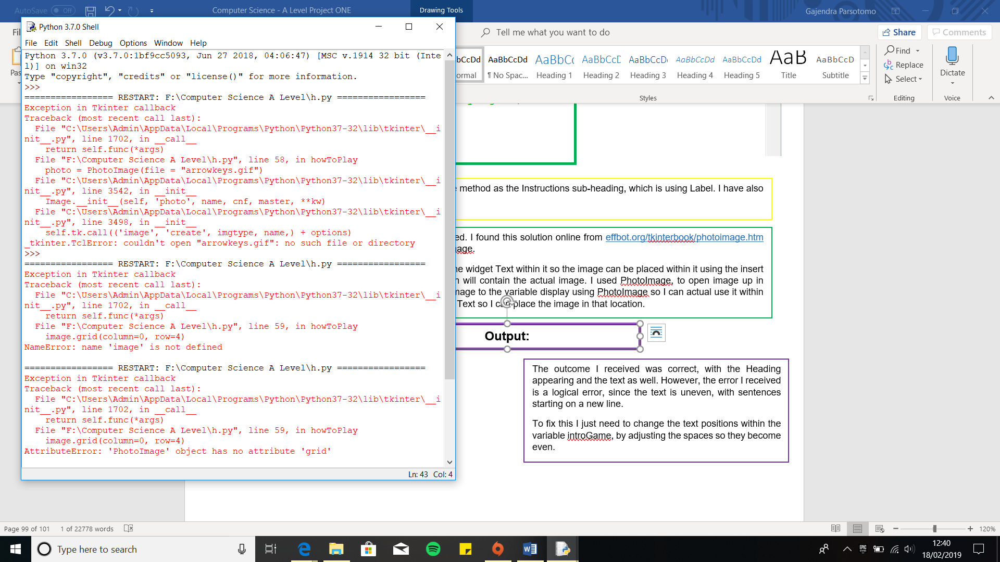 AutoSave Off
Computer Science - A Level Project ONE
Drawing Tools
Gajendra Parsotomo
Tell me what you want to do
Share
Comments
AaBbCcDd
AaBbCcD
AaBbCcD
Normal
¶ No Spac...
Heading 1
Heading 2
Heading 3
AaBbCcDd
Heading 4
AaBbCcDd
Heading 5
AaB
Title
AaBbCcD
Subtitle
Styles
Find
Replace
Select
Editing
Dictate
Voice
Python 3.7.0 Shell
File Edit Shell Debug Options Window Help
Python 3.7.0 (v3.7.0:1bf9cc5093, Jun 27 2018, 04:06:47) [MSC v.1914 32 bit (Inte
l)] on win32
Type "copyright", "credits" or "license()" for more information.
>>>
================= RESTART: F:\Computer Science A Level\h.py =================
Exception in Tkinter callback
Traceback (most recent call last):
  File "C:\Users\Admin\AppData\Local\Programs\Python\Python37-32\lib\tkinter\__i
nit__.py", line 1702, in __call__
    return self.func(*args)
  File "F:\Computer Science A Level\h.py", line 58, in howToPlay
    photo = PhotoImage(file = "arrowkeys.gif")
  File "C:\Users\Admin\AppData\Local\Programs\Python\Python37-32\lib\tkinter\__i
nit__.py", line 3542, in __init__
    Image.__init__(self, 'photo', name, cnf, master, **kw)
  File "C:\Users\Admin\AppData\Local\Programs\Python\Python37-32\lib\tkinter\__i
nit__.py", line 3498, in __init__
    self.tk.call(('image', 'create', imgtype, name,) + options)
_tkinter.TclError: couldn't open "arrowkeys.gif": no such file or directory
>>>
================= RESTART: F:\Computer Science A Level\h.py =================
Exception in Tkinter callback
Traceback (most recent call last):
  File "C:\Users\Admin\AppData\Local\Programs\Python\Python37-32\lib\tkinter\__i
nit__.py", line 1702, in __call__
    return self.func(*args)
  File "F:\Computer Science A Level\h.py", line 59, in howToPlay
    image.grid(column=0, row=4)
NameError: name 'image' is not defined
================= RESTART: F:\Computer Science A Level\h.py =================
Exception in Tkinter callback
Traceback (most recent call last):
  File "C:\Users\Admin\AppData\Local\Programs\Python\Python37-32\lib\tkinter\__i
nit__.py", line 1702, in __call__
    return self.func(*args)
  File "F:\Computer Science A Level\h.py", line 59, in howToPlay
    image.grid(column=0, row=4)
AttributeError: 'PhotoImage' object has no attribute 'grid'
Ln: 43 Col: 4
method as the Instructions sub-heading, which is using Label. I have also
ed. I found this solution online from effbot.org/tkinterbook/photoimage.htm
age.
widget Text within it so the image can be placed within it using the insert
will contain the actual image. I used PhotoImage, to open image up in
mage to the variable display using PhotoImage so I can actual use it within
Text so I can place the image in that location.
Output:
The outcome I received was correct, with the Heading
appearing and the text as well. However, the error I received
is a logical error, since the text is uneven, with sentences
starting on a new line.
To fix this I just need to change the text positions within the
variable introGame, by adjusting the spaces so they become
even.
Page 99 of 101
1 of 22778 words
120%
Type here to search
12:40
18/02/2019